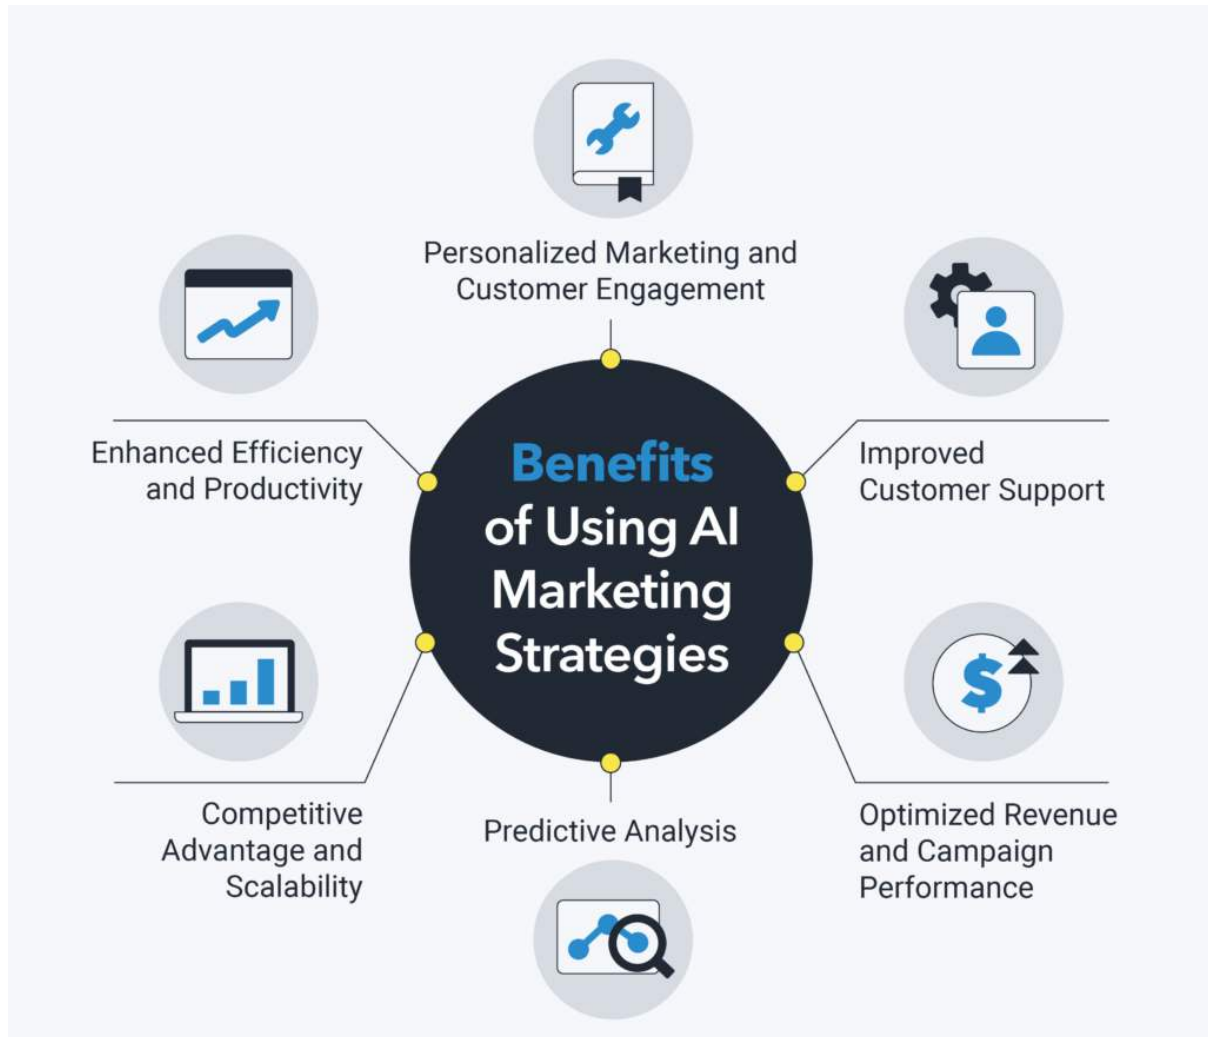 Personalized Marketing and
Customer Engagement
Enhanced Efficiency
and Productivity
Improved
Customer Support
Benefits
of Using AI
Marketing
Strategies
Competitive
Advantage and
Scalability
Predictive Analysis
Optimized Revenue
and Campaign
Performance
$